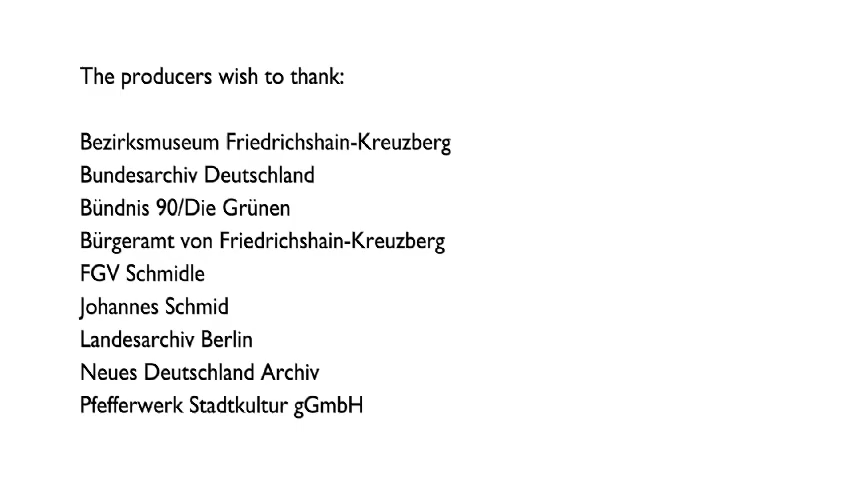 The producers wish to thank:
Bezirksmuseum Friedrichshain-Kreuzberg
Bundesarchiv Deutschland
Bündnis 90/Die Grünen
Bürgeramt von Friedrichshain-Kreuzberg
FGV Schmidle
Johannes Schmid
Landesarchiv Berlin
Neues Deutschland Archiv
Pfefferwerk Stadtkultur gGmbH